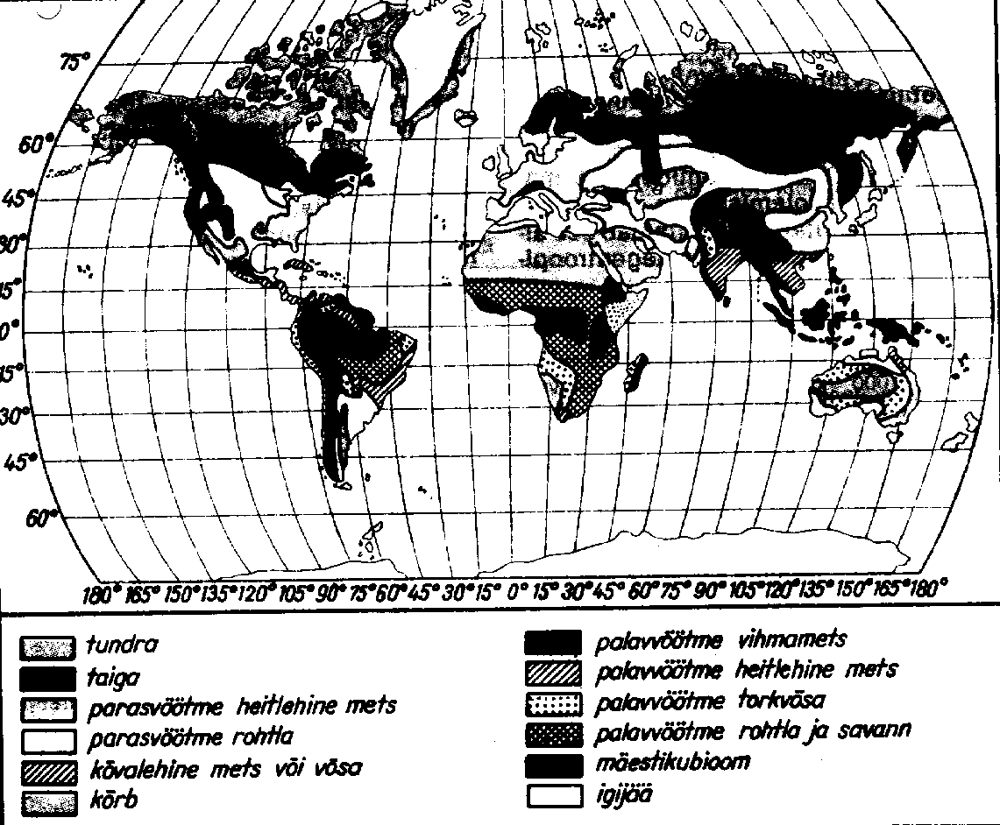 75°
60°
45°
30°
15°
0°
15°
30°
45°
60°
180° 165° 150° 135° 120° 105° 90° 75° 60° 45° 30° 15° 0° 15° 30° 45° 60° 75° 90° 105° 120° 135° 150° 165° 180°
tundra
taiga
parasvöötme heitlehine mets
parasvöötme rohtla
kõvalehine mets või võsa
kõrb
palavvöötme vihmamets
palavvöötme heitlehine mets
palavvöötme torkvõsa
palavvöötme rohtla ja savann
mäestikubioom
igijää